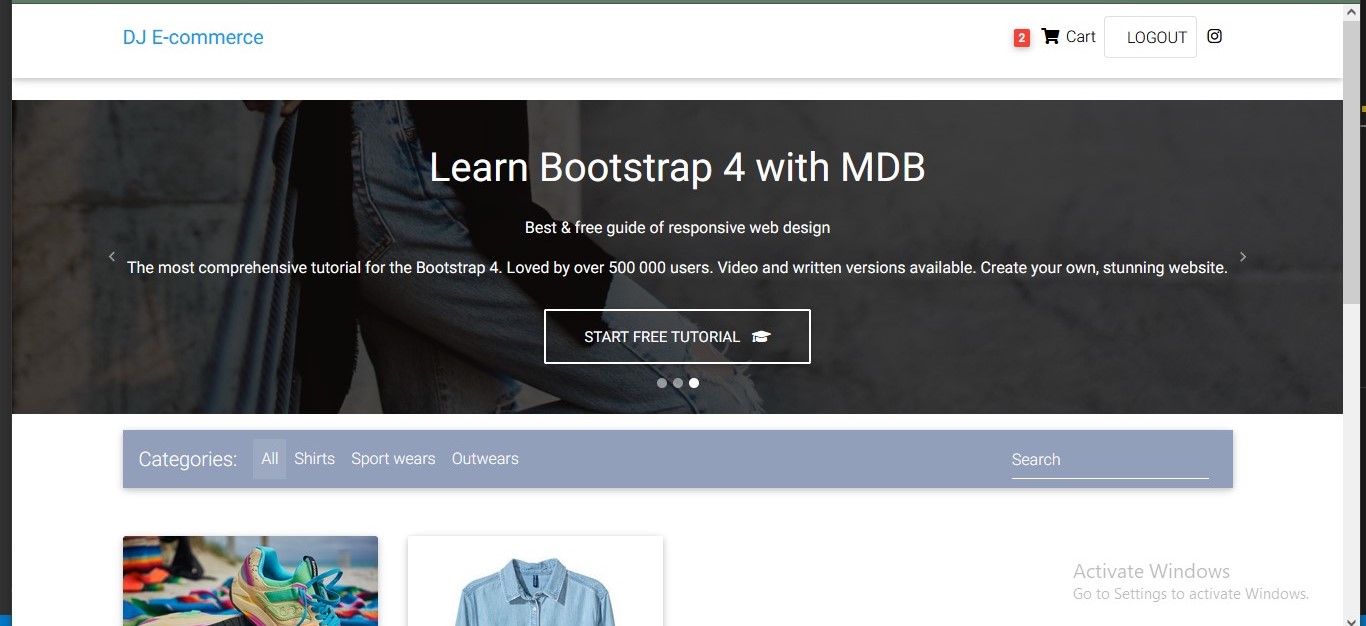 DJ E-commerce
2 Cart LOGOUT
Learn Bootstrap 4 with MDB
Best & free guide of responsive web design
The most comprehensive tutorial for the Bootstrap 4. Loved by over 500 000 users. Video and written versions available. Create your own, stunning website.
START FREE TUTORIAL
Categories: All Shirts Sport wears Outwears Search
Activate Windows
Go to Settings to activate Windows.